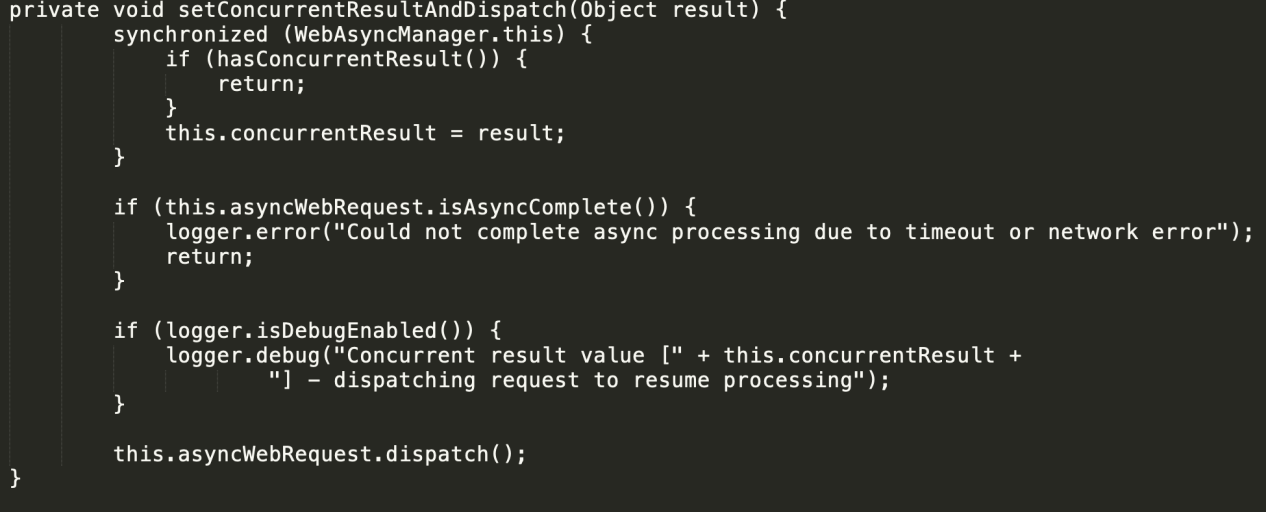 private void setConcurrentResultAndDispatch(Object result) {
        synchronized (WebAsyncManager.this) {
            if (hasConcurrentResult()) {
                return;
            }
            this.concurrentResult = result;
        }

        if (this.asyncWebRequest.isAsyncComplete()) {
            logger.error("Could not complete async processing due to timeout or network error");
            return;
        }

        if (logger.isDebugEnabled()) {
            logger.debug("Concurrent result value [" + this.concurrentResult +
                    "] - dispatching request to resume processing");
        }

        this.asyncWebRequest.dispatch();
}